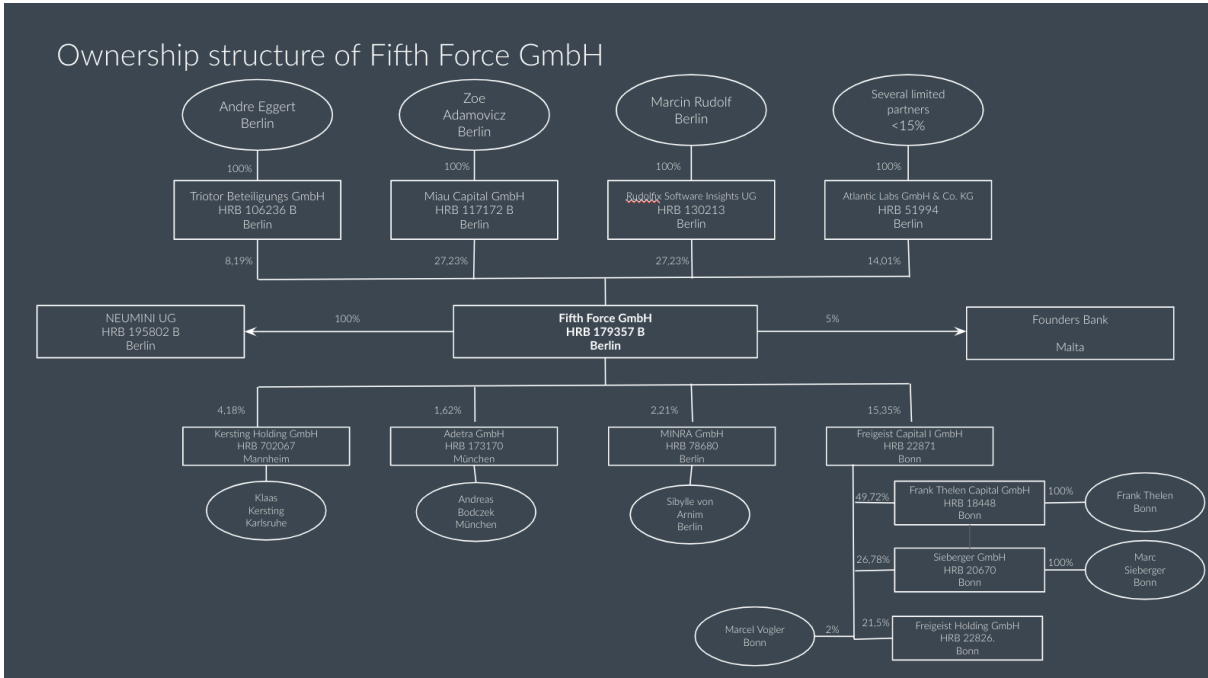 Ownership structure of Fifth Force GmbH
Andre Eggert
Berlin
Zoe
Adamovicz
Berlin
Marcin Rudolf
Berlin
Several limited
partners
<15%
100%
100%
100%
100%
Triotor Beteiligungs GmbH
HRB 106236 B
Berlin
Miau Capital GmbH
HRB 117172 B
Berlin
Rudolfix Software Insights UG
HRB 130213
Berlin
Atlantic Labs GmbH & Co. KG
HRB 51994
Berlin
8,19%
27,23%
27,23%
14,01%
NEUMINI UG
HRB 195802 B
Berlin
100%
Fifth Force GmbH
HRB 179357 B
Berlin
5%
Founders Bank
Malta
4,18%
1,62%
2,21%
15,35%
Kersting Holding GmbH
HRB 702067
Mannheim
Adetra GmbH
HRB 173170
München
MINRA GmbH
HRB 78680
Berlin
Freigeist Capital I GmbH
HRB 22871
Bonn
Klaas
Kersting
Karlsruhe
Andreas
Bodczek
München
Sibylle von
Arnim
Berlin
49,72%
Frank Thelen Capital GmbH
HRB 18448
Bonn
100%
Frank Thelen
Bonn
26,78%
Sieberger GmbH
HRB 20670
Bonn
100%
Marc
Sieberger
Bonn
Marcel Vogler
Bonn
2%
21,5%
Freigeist Holding GmbH
HRB 22826.
Bonn